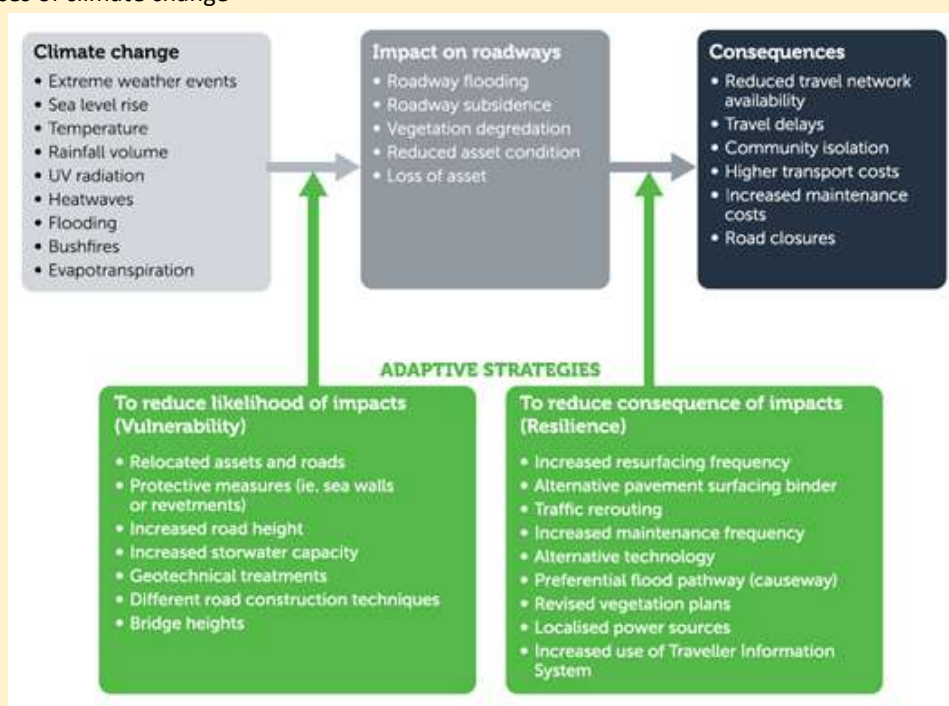 ces of climate change
Climate change
• Extreme weather events
• Sea level rise
• Temperature
• Rainfall volume
• UV radiation
• Heatwaves
• Flooding
• Bushfires
• Evapotranspiration
Impact on roadways
• Roadway flooding
• Roadway subsidence
• Vegetation degredation
• Reduced asset condition
• Loss of asset
Consequences
• Reduced travel network
availability
• Travel delays
• Community isolation
• Higher transport costs
• Increased maintenance
costs
• Road closures
ADAPTIVE STRATEGIES
To reduce likelihood of impacts
(Vulnerability)
• Relocated assets and roads
• Protective measures (ie. sea walls
or revetments)
• Increased road height
• Increased storwater capacity
• Geotechnical treatments
• Different road construction techniques
• Bridge heights
To reduce consequence of impacts
(Resilience)
• Increased resurfacing frequency
• Alternative pavement surfacing binder
• Traffic rerouting
• Increased maintenance frequency
• Alternative technology
• Preferential flood pathway (causeway)
• Revised vegetation plans
• Localised power sources
• Increased use of Traveller Information
System